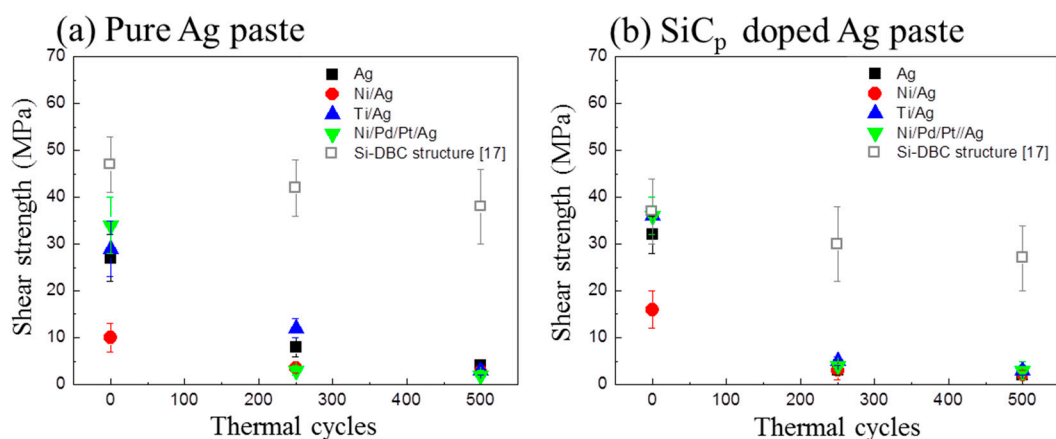 (a) Pure Ag paste
70
60
50
40
30
20
10
0
Shear strength (MPa)
Ag
Ni/Ag
Ti/Ag
Ni/Pd/Pt/Ag
Si-DBC structure [17]
0 100 200 300 400 500
Thermal cycles
(b) SiCp doped Ag paste
70
60
50
40
30
20
10
0
Shear strength (MPa)
Ag
Ni/Ag
Ti/Ag
Ni/Pd/Pt//Ag
Si-DBC structure [17]
0 100 200 300 400 500
Thermal cycles